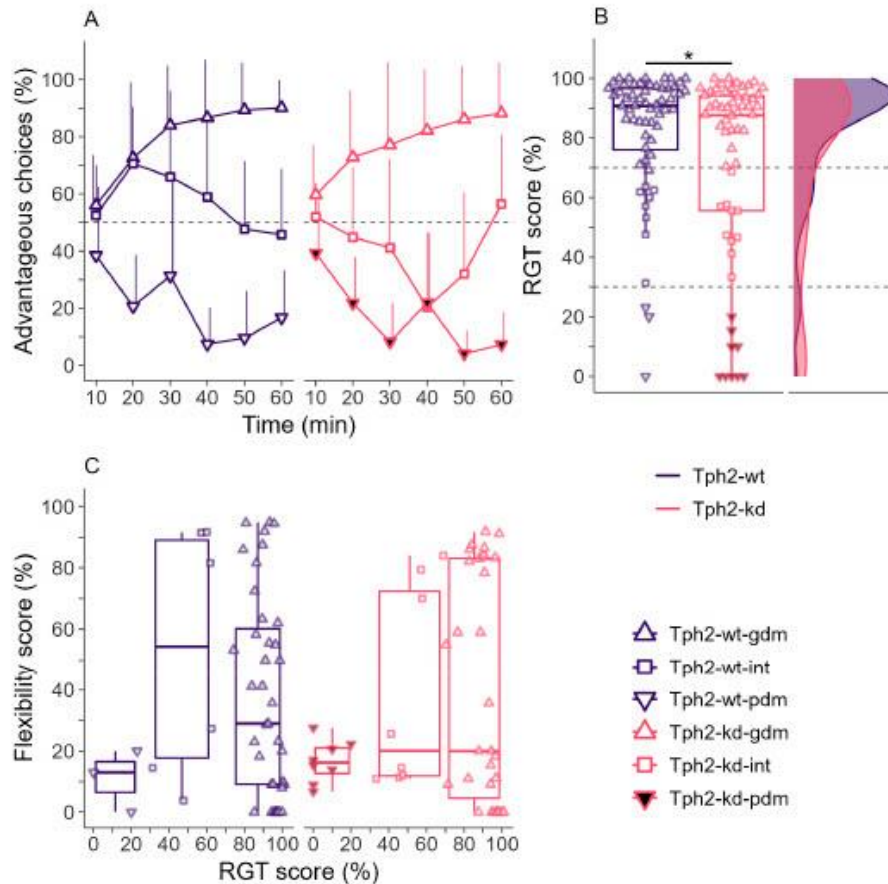 A
B
Advantageous choices (%)
100
80
60
40
20
0
10 20 30 40 50 60
10 20 30 40 50 60
Time (min)
RGT score (%)
100
80
60
40
20
0
*
C
Flexibility score (%)
100
80
60
40
20
0
0 20 40 60 80 100
0 20 40 60 80 100
RGT score (%)
Tph2-wt
Tph2-kd
Tph2-wt-gdm
Tph2-wt-int
Tph2-wt-pdm
Tph2-kd-gdm
Tph2-kd-int
Tph2-kd-pdm